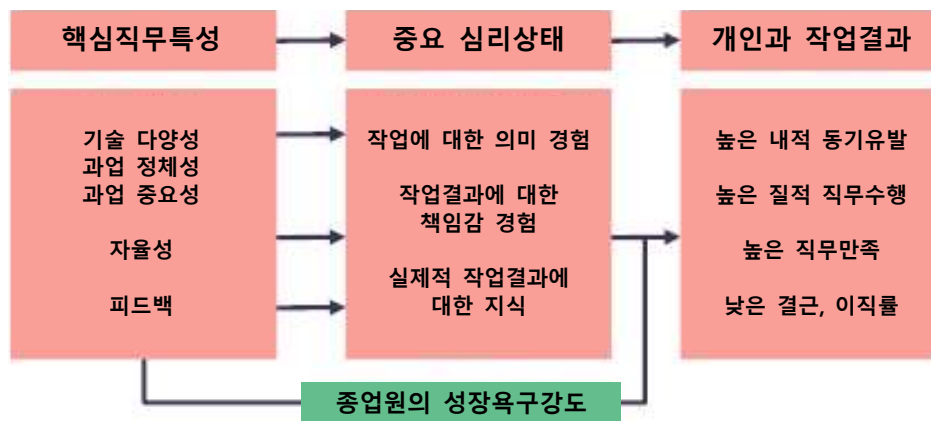 핵심직무특성
중요 심리상태
개인과 작업결과
기술 다양성
과업 정체성
과업 중요성
자율성
피드백
작업에 대한 의미 경험
작업결과에 대한
책임감 경험
실제적 작업결과에
대한 지식
높은 내적 동기유발
높은 질적 직무수행
높은 직무만족
낮은 결근, 이직률
종업원의 성장욕구강도